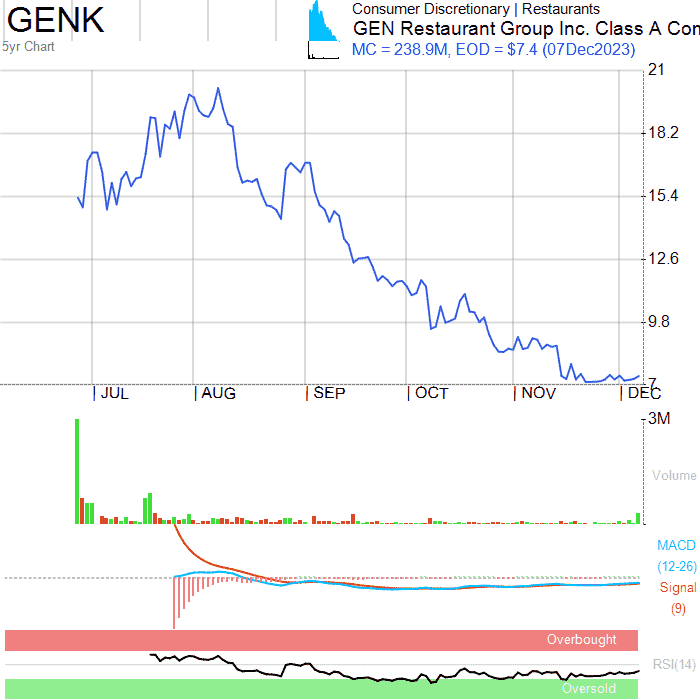 GENK
5yr Chart
Consumer Discretionary | Restaurants
GEN Restaurant Group Inc. Class A Con
MC = 238.9M, EOD = $7.4 (07Dec2023)
21
18.2
15.4
12.6
9.8
7
JUL AUG SEP OCT NOV DEC
3M
Volume
MACD
(12-26)
Signal
(9)
Overbought
RSI(14)
Oversold